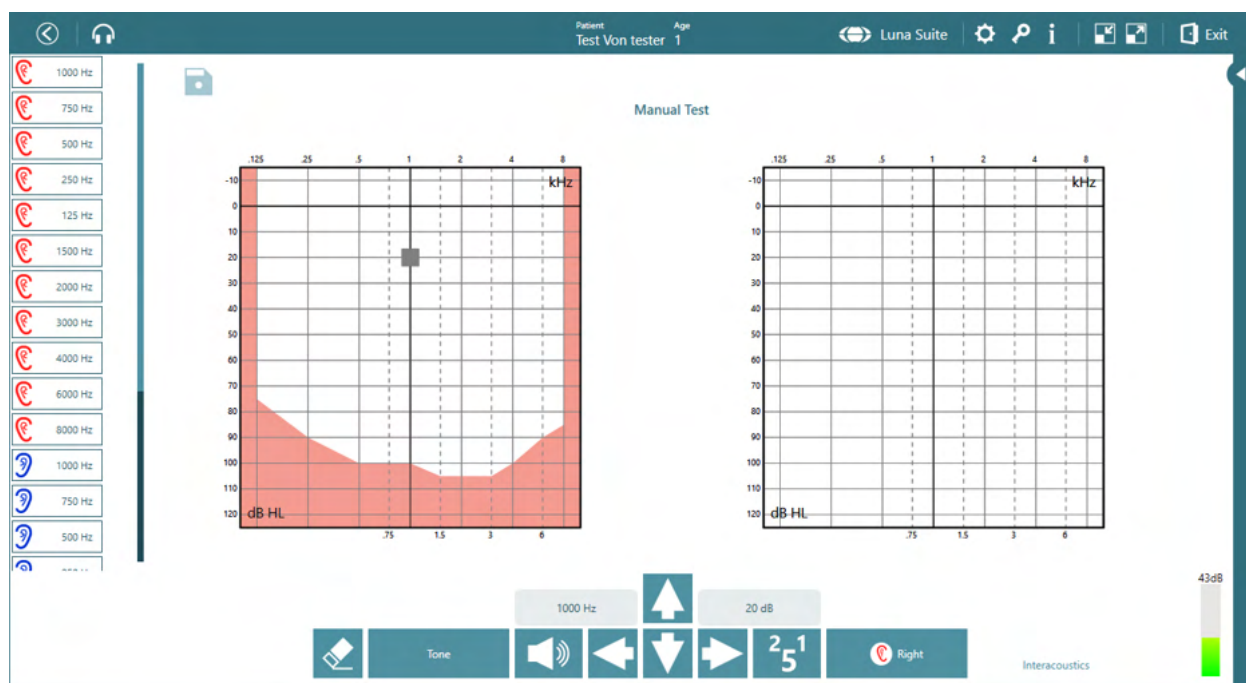 Patient Age
Test Von tester 1
Luna Suite
Exit
1000 Hz
750 Hz
500 Hz
250 Hz
125 Hz
1500 Hz
2000 Hz
3000 Hz
4000 Hz
6000 Hz
8000 Hz
1000 Hz
750 Hz
500 Hz
Manual Test
.125 .25 .5 1 2 4 8
kHz
-10
0
10
20
30
40
50
60
70
80
90
100
110
120
dB HL
.75 1.5 3 6
.125 .25 .5 1 2 4 8
kHz
-10
0
10
20
30
40
50
60
70
80
90
100
110
120
dB HL
.75 1.5 3 6
43dB
1000 Hz
20 dB
Tone
2 5 1
Right
Interacoustics